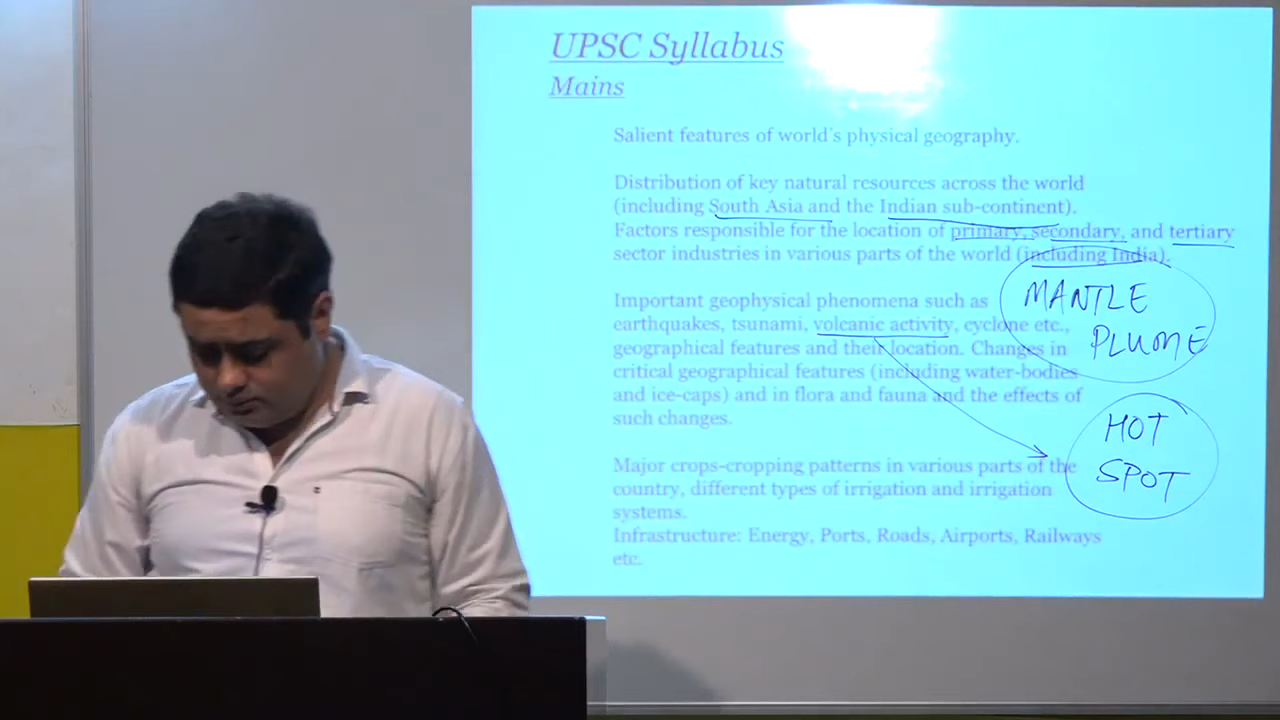 UPSC Syllabus
Mains
Salient features of world's physical geography.
Distribution of key natural resources across the world
(including South Asia and the Indian sub-continent).
Factors responsible for the location of primary, secondary, and tertiary
sector industries in various parts of the world (including India).
Important geophysical phenomena such as
earthquakes, tsunami, volcanic activity, cyclone etc.,
geographical features and their location. Changes in
critical geographical features (including water-bodies
and ice-caps) and in flora and fauna and the effects of
such changes.
MANTLE
PLUME
HOT
SPOT
Major crops-cropping patterns in various parts of the
country, different types of irrigation and irrigation
systems.
Infrastructure: Energy, Ports, Roads, Airports, Railways
etc.